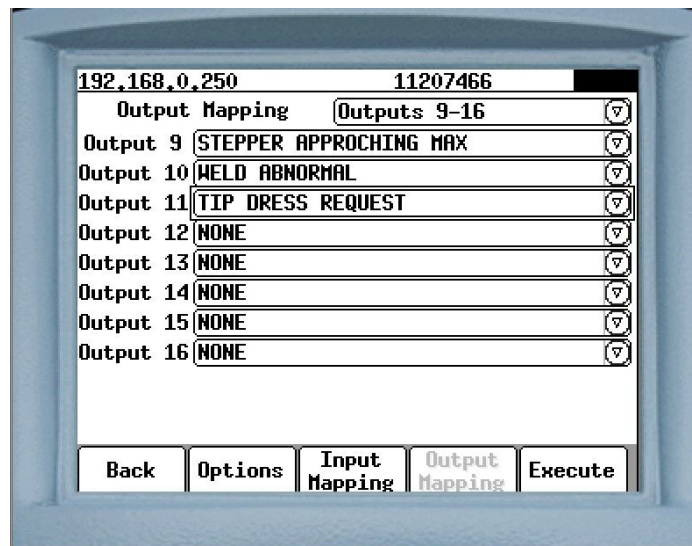 192.168.0.250 11207466
Output Mapping Outputs 9-16
Output 9 STEPPER APPROCHING MAX
Output 10 WELD ABNORMAL
Output 11 TIP DRESS REQUEST
Output 12 NONE
Output 13 NONE
Output 14 NONE
Output 15 NONE
Output 16 NONE
Back Options Input Mapping Output Mapping Execute